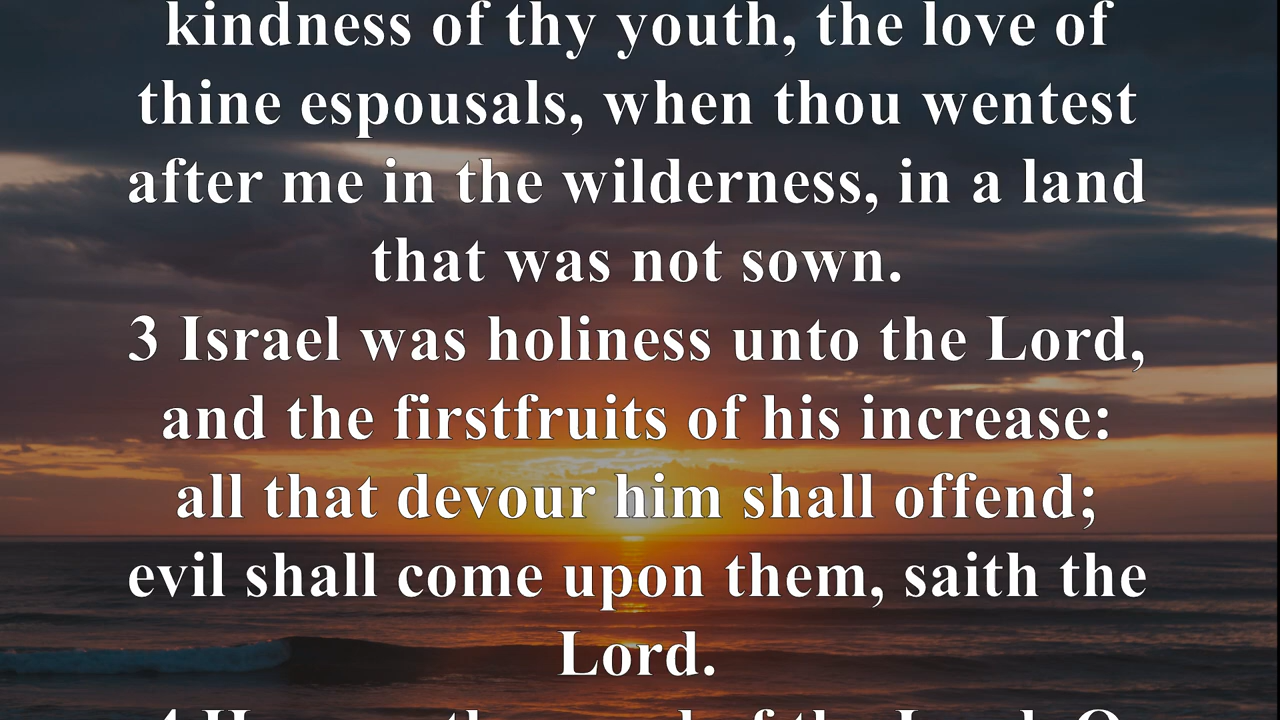 kindness of thy youth, the love of
thine espousals, when thou wentest
after me in the wilderness, in a land
that was not sown.
3 Israel was holiness unto the Lord,
and the firstfruits of his increase:
all that devour him shall offend;
evil shall come upon them, saith the
Lord.
4 Hear ye the word of the Lord, O